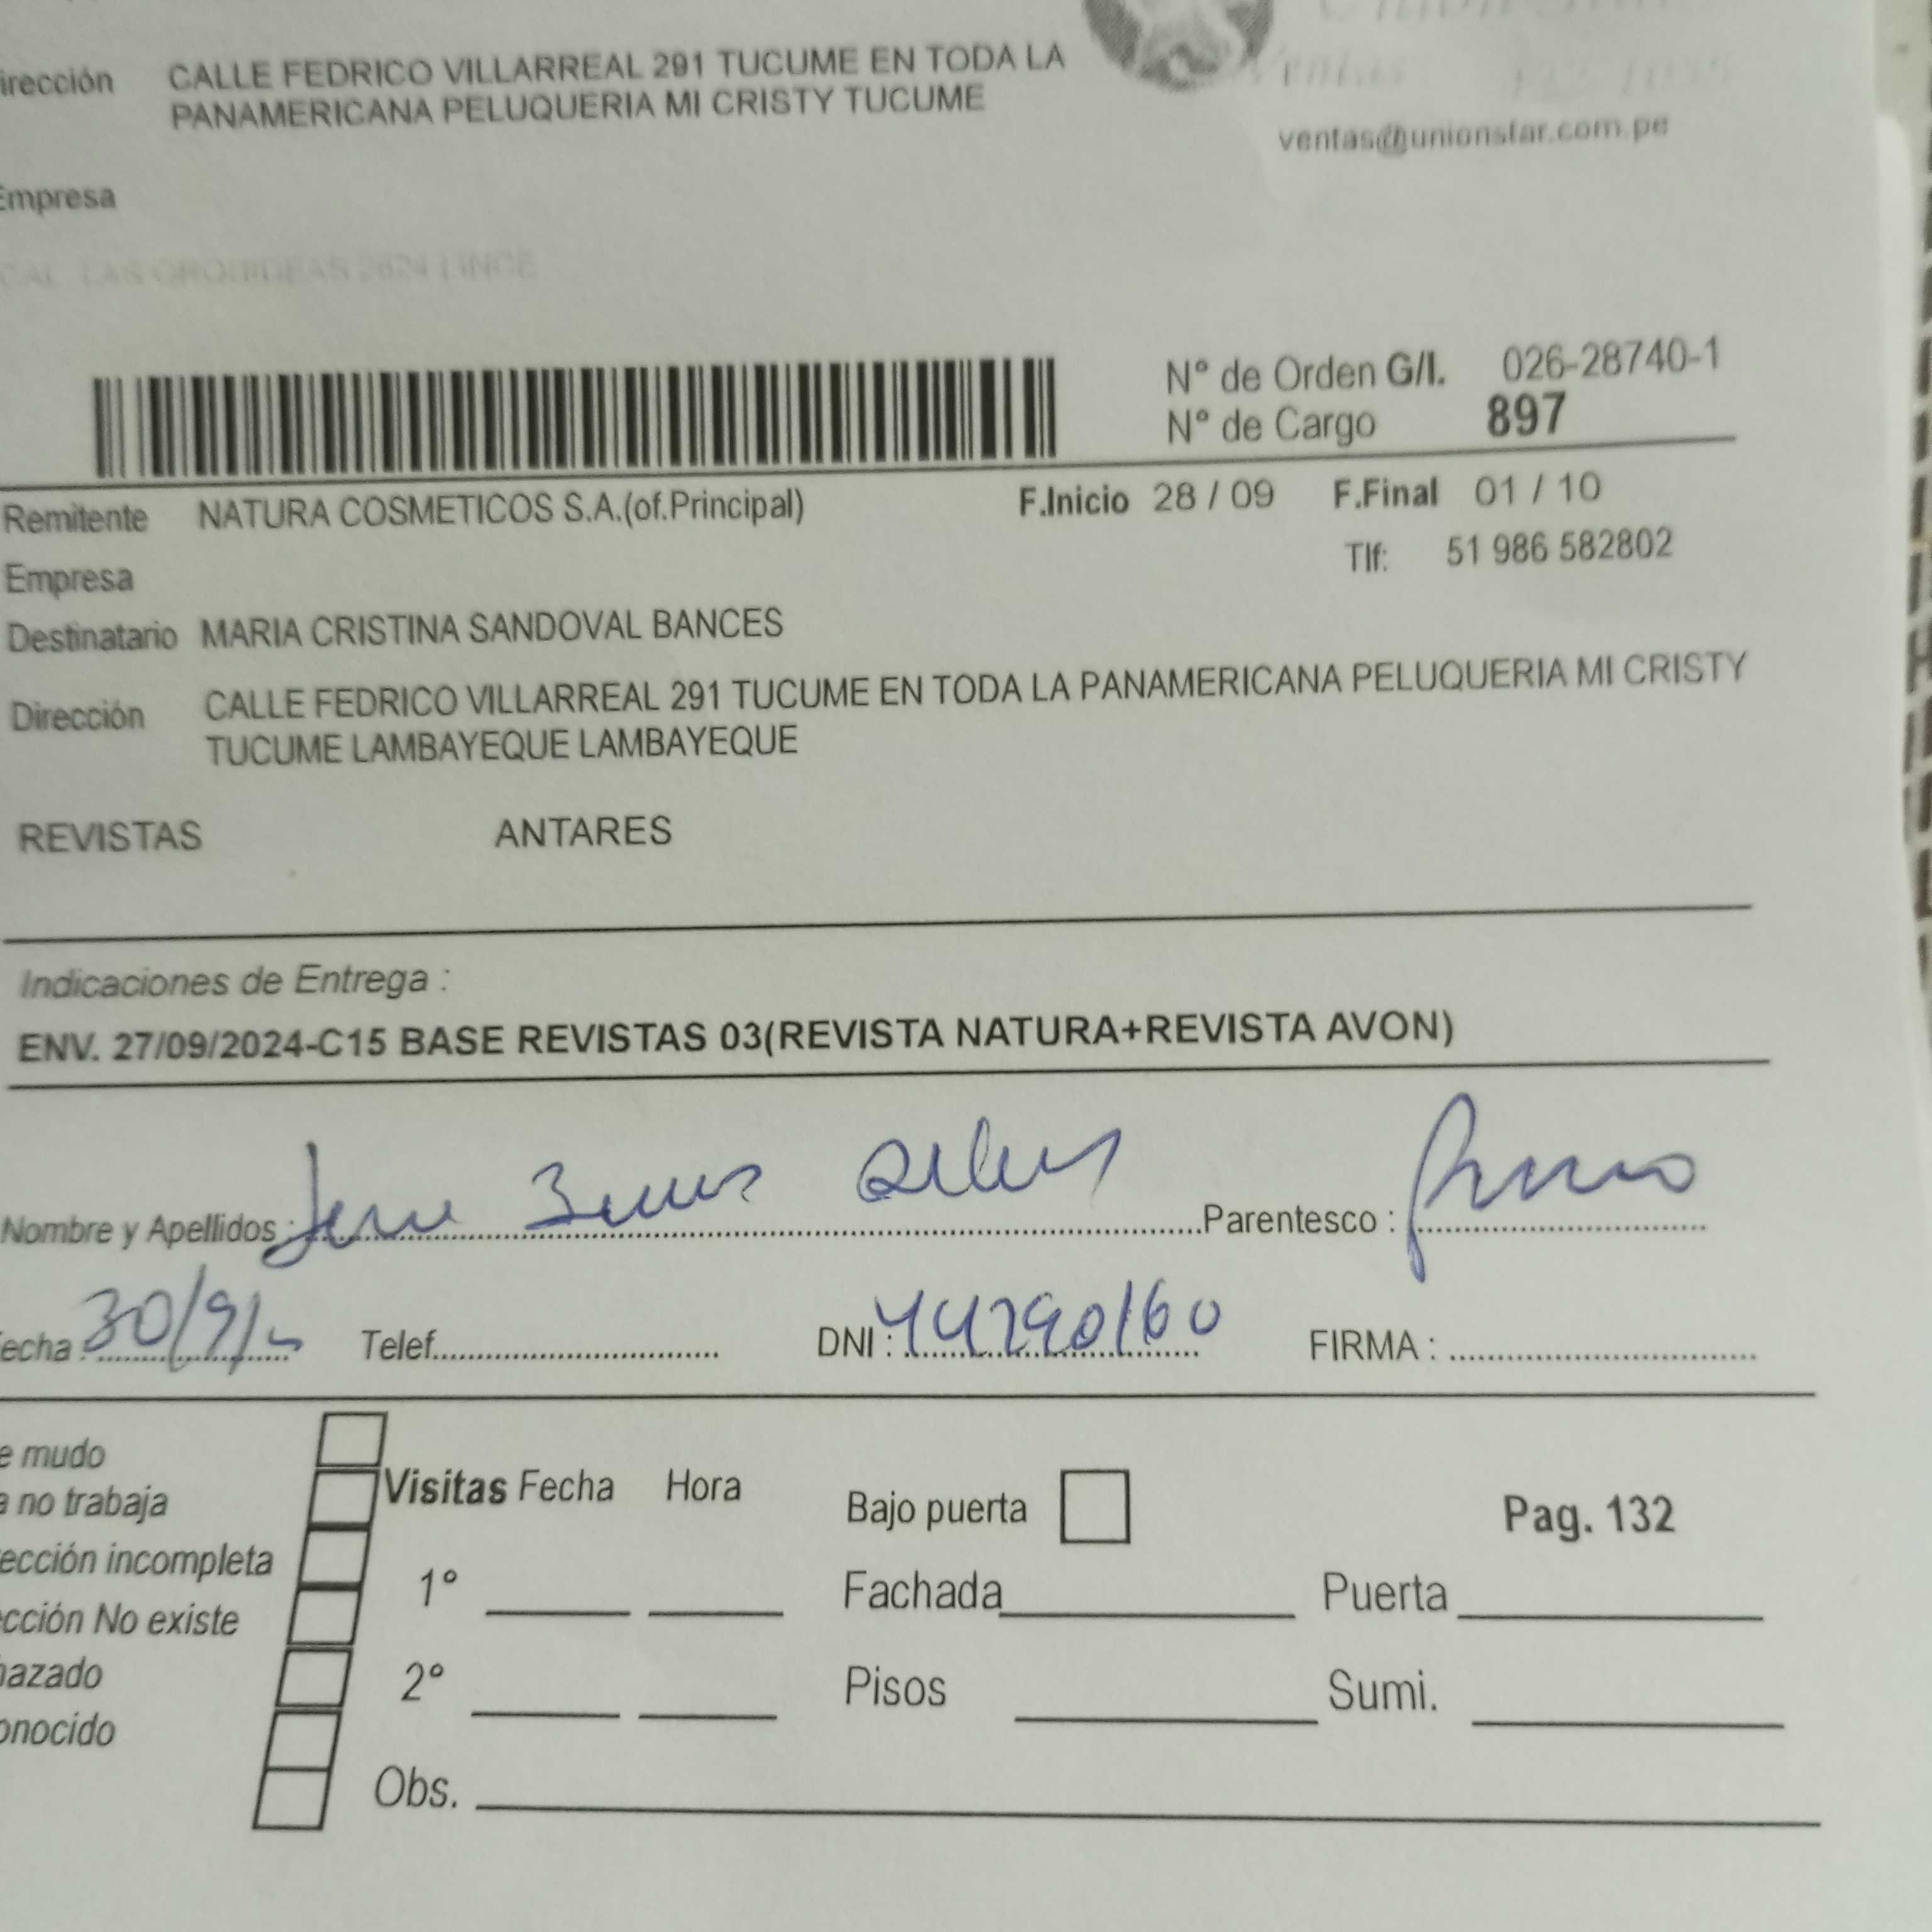 irección CALLE FEDRICO VILLARREAL 291 TUCUME EN TODA LA
PANAMERICANA PELUQUERIA MI CRISTY TUCUME
ventas@unionstar.com.pe
Empresa
CAL. LAS ORQUIDEAS 2624 LINCE
N° de Orden G/I. 026-28740-1
N° de Cargo 897
Remitente NATURA COSMETICOS S.A.(of.Principal) F.Inicio 28 / 09 F.Final 01 / 10
Empresa Tlf: 51 986 582802
Destinatario MARIA CRISTINA SANDOVAL BANCES
Dirección CALLE FEDRICO VILLARREAL 291 TUCUME EN TODA LA PANAMERICANA PELUQUERIA MI CRISTY
TUCUME LAMBAYEQUE LAMBAYEQUE
REVISTAS ANTARES
Indicaciones de Entrega :
ENV. 27/09/2024-C15 BASE REVISTAS 03(REVISTA NATURA+REVISTA AVON)
Nombre y Apellidos : Parentesco :
echa : 30/9/ Telef. DNI : 44290160 FIRMA :
e mudo
a no trabaja Visitas Fecha Hora Bajo puerta Pag. 132
ección incompleta 1° Fachada Puerta
cción No existe
hazado 2° Pisos Sumi.
onocido
Obs.